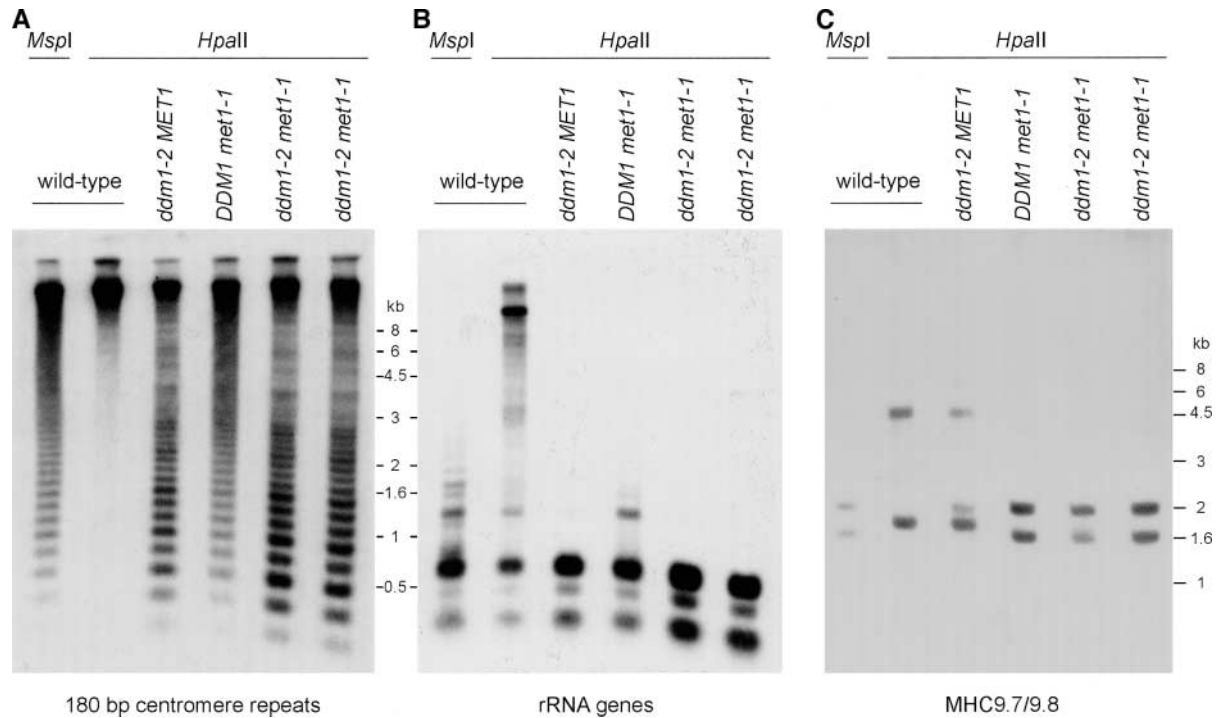 A
MspI
HpaII
wild-type
ddm1-2 MET1
DDM1 met1-1
ddm1-2 met1-1
ddm1-2 met1-1
kb
8
6
4.5
3
2
1.6
1
0.5
180 bp centromere repeats
B
MspI
HpaII
wild-type
ddm1-2 MET1
DDM1 met1-1
ddm1-2 met1-1
ddm1-2 met1-1
rRNA genes
C
MspI
HpaII
wild-type
ddm1-2 MET1
DDM1 met1-1
ddm1-2 met1-1
ddm1-2 met1-1
kb
8
6
4.5
3
2
1.6
1
MHC9.7/9.8